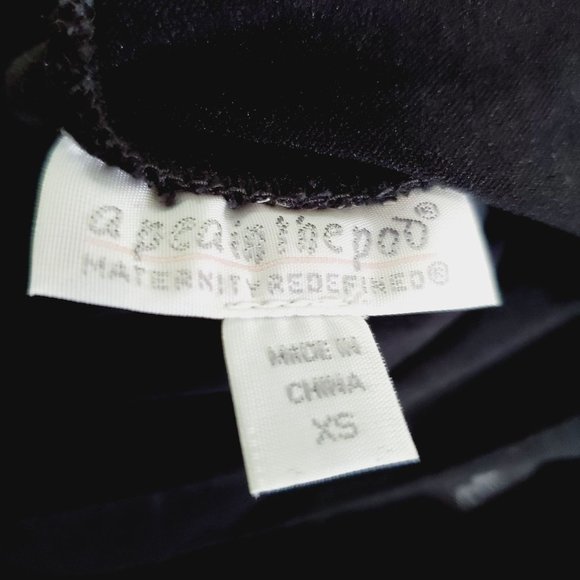 a pea in the pod®
MATERNITY REDEFINED®
MADE IN
CHINA
XS